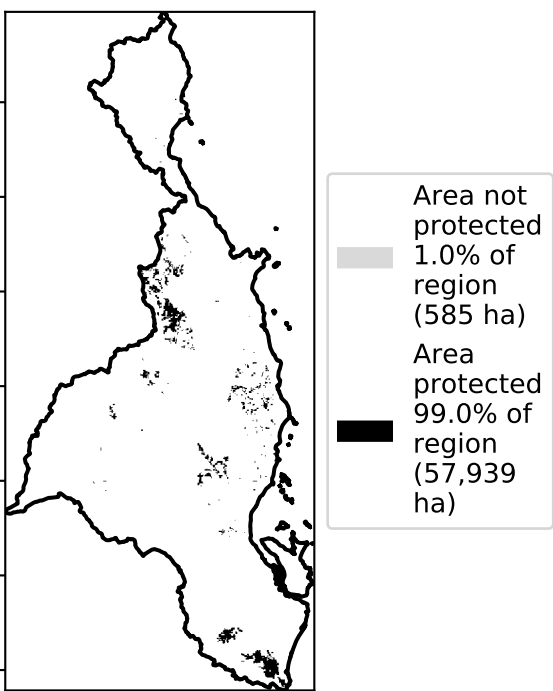 Area not
protected
1.0% of
region
(585 ha)
Area
protected
99.0% of
region
(57,939
ha)